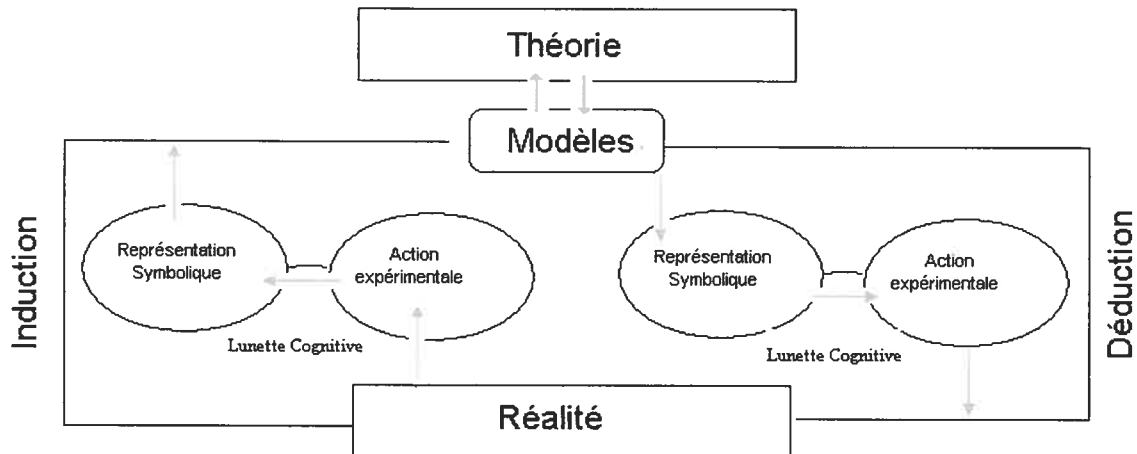 Théorie
Modèles
Induction
Représentation
Symbolique
Action
expérimentale
Lunette Cognitive
Représentation
Symbolique
Action
expérimentale
Lunette Cognitive
Déduction
Réalité